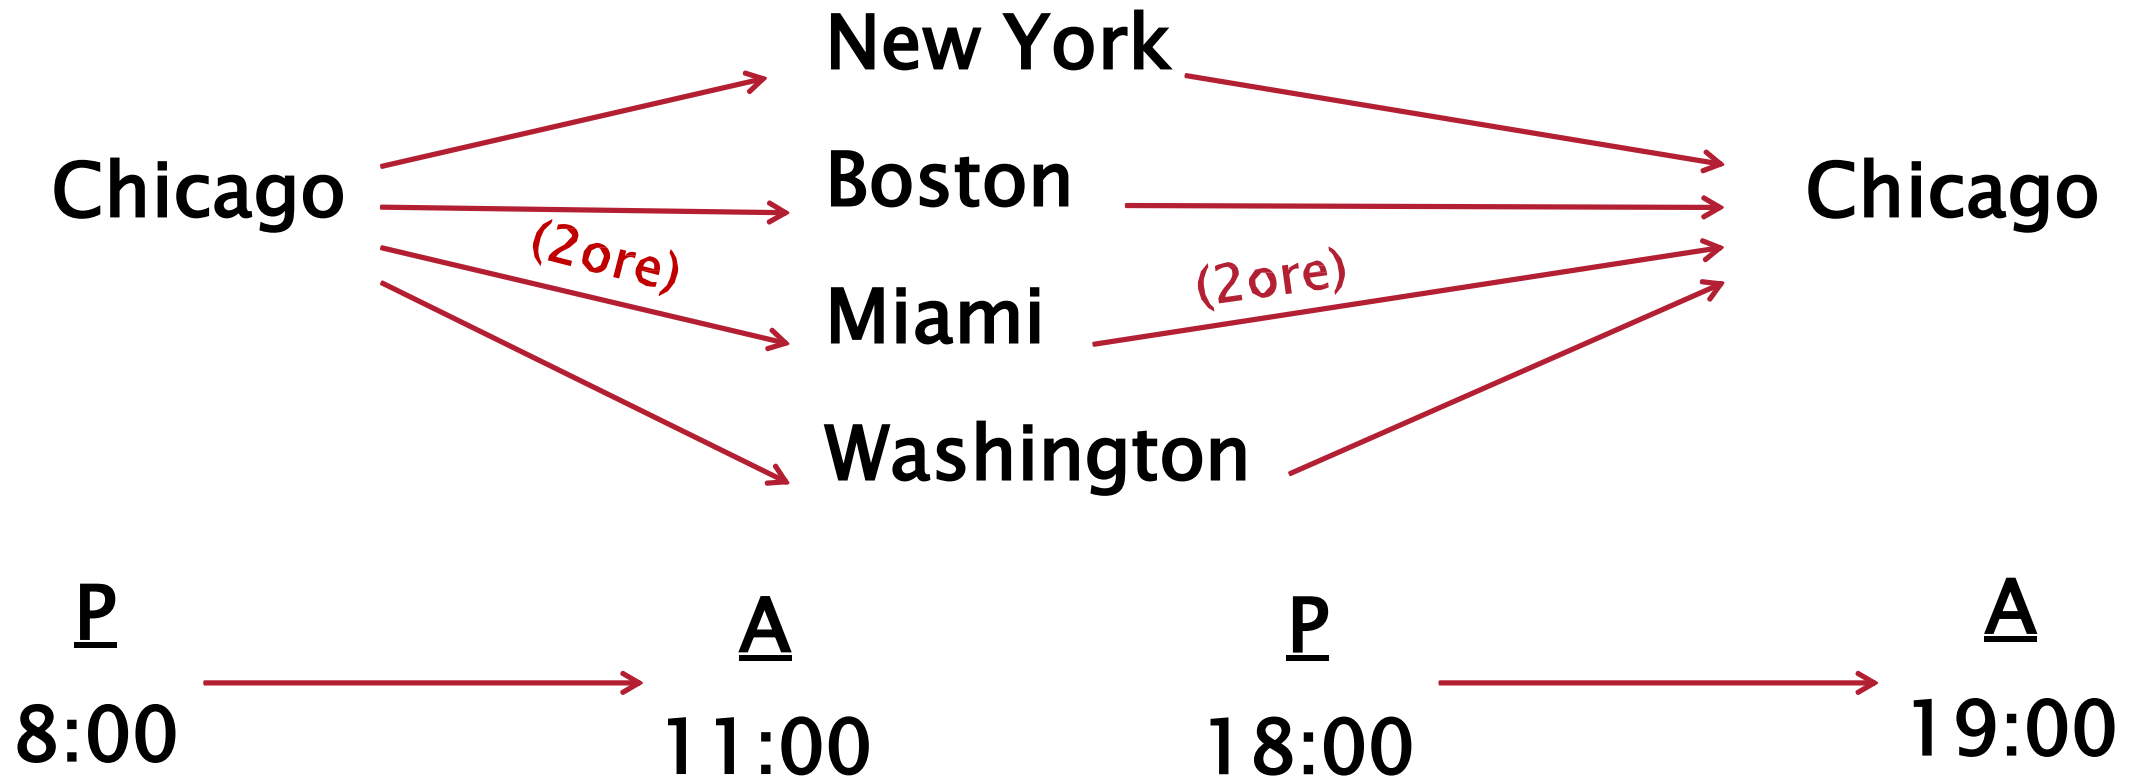 New York
Chicago
Boston
Chicago
(2ore)
(2ore)
Miami
Washington
P
A
P
A
8:00
11:00
18:00
19:00